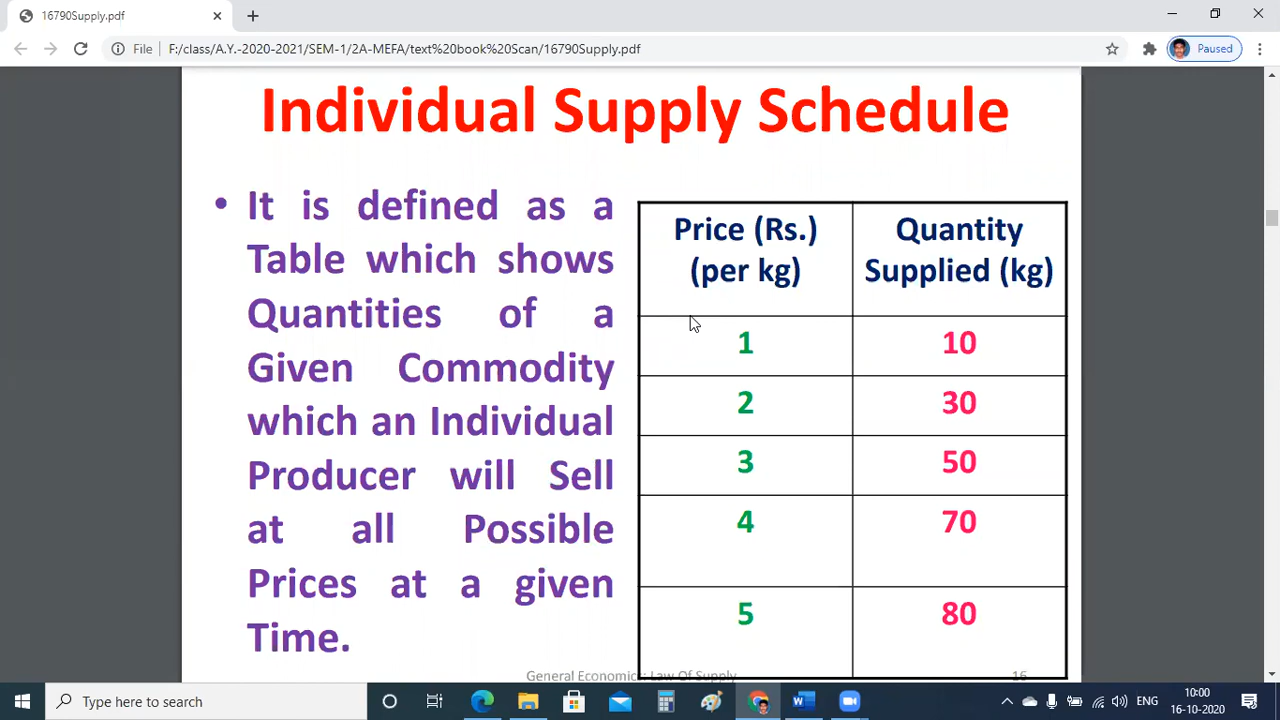 16790Supply.pdf
File F:/class/A.Y.-2020-2021/SEM-1/2A-MEFA/text%20book%20Scan/16790Supply.pdf
Paused
Individual Supply Schedule
• It is defined as a
Table which shows
Quantities of a
Given Commodity
which an Individual
Producer will Sell
at all Possible
Prices at a given
Time.
Price (Rs.) Quantity
(per kg) Supplied (kg)
1 10
2 30
3 50
4 70
5 80
General Economics: Law Of Supply 16
Type here to search
ENG
10:00
16-10-2020